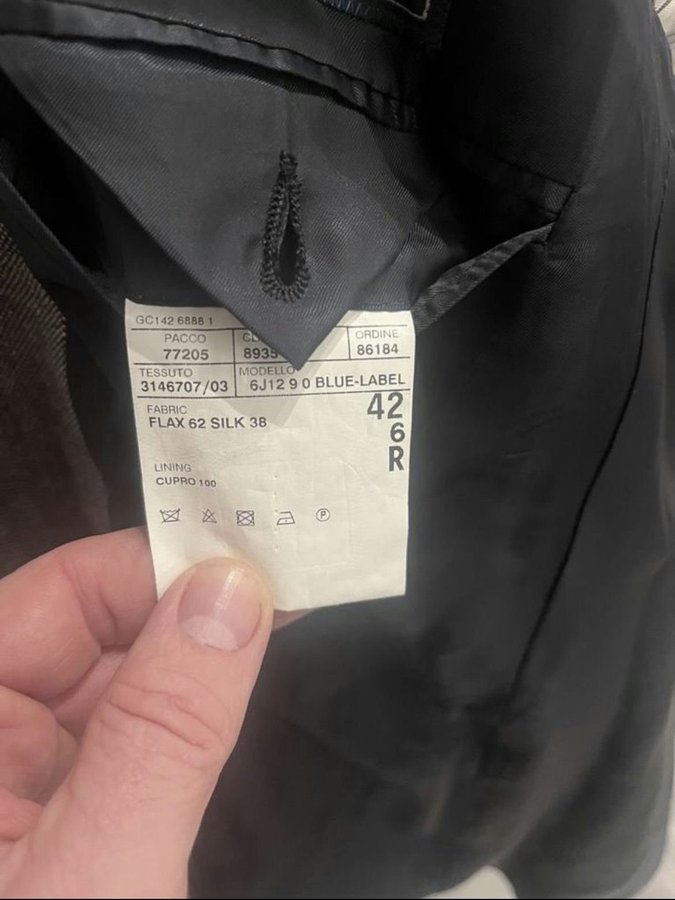 GC142 6888 1
PACCO ORDINE
77205 8935 86184
TESSUTO MODELLO
3146707/03 6J12 9 0 BLUE-LABEL
FABRIC
FLAX 62 SILK 38
42
6
R
LINING
CUPRO 100
P